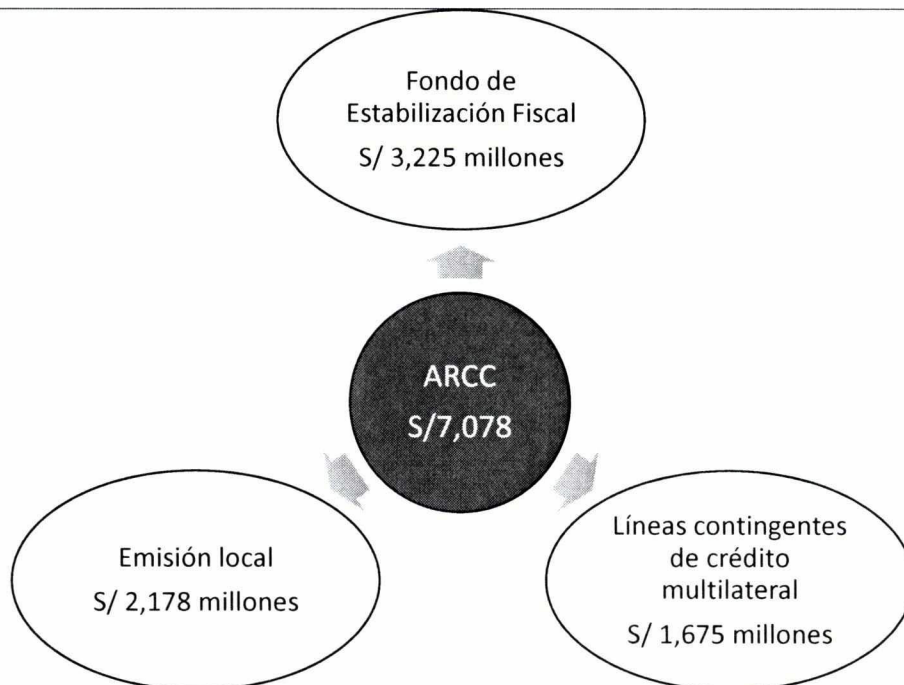 Fondo de
Estabilización Fiscal
S/ 3,225 millones
ARCC
S/7,078
Emisión local
S/ 2,178 millones
Líneas contingentes
de crédito
multilateral
S/ 1,675 millones